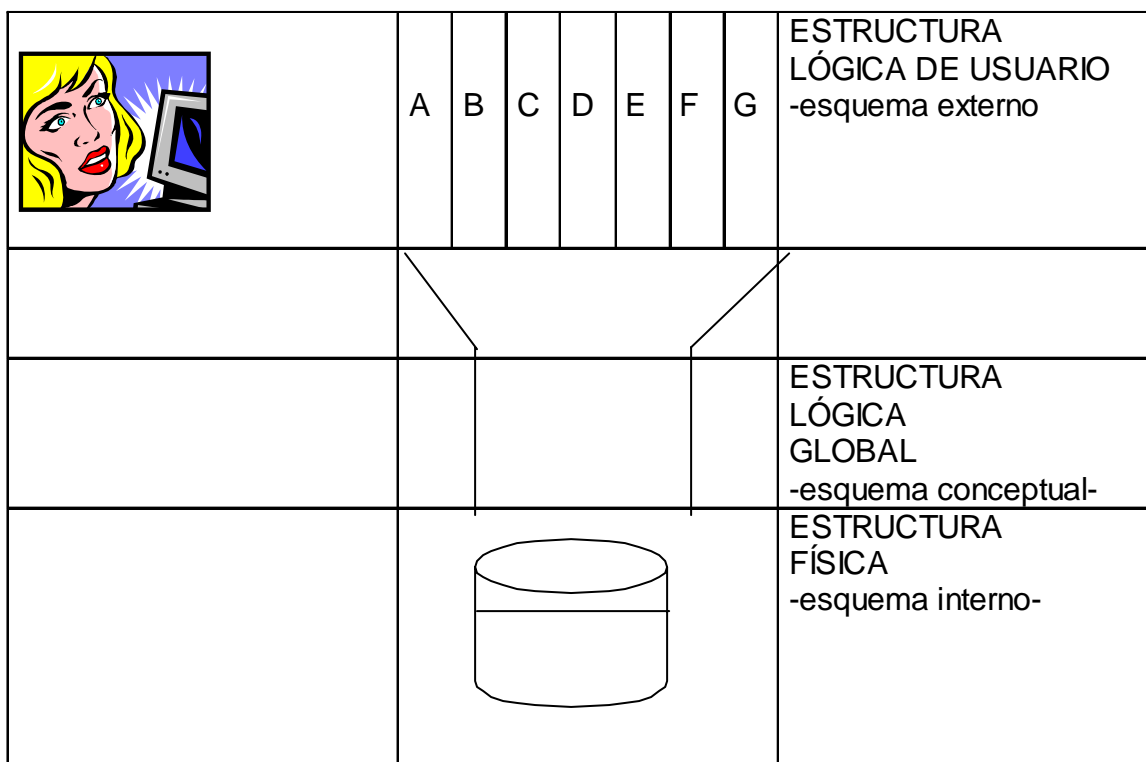 A B C D E F G
ESTRUCTURA
LÓGICA DE USUARIO
-esquema externo
ESTRUCTURA
LÓGICA
GLOBAL
-esquema conceptual-
ESTRUCTURA
FÍSICA
-esquema interno-